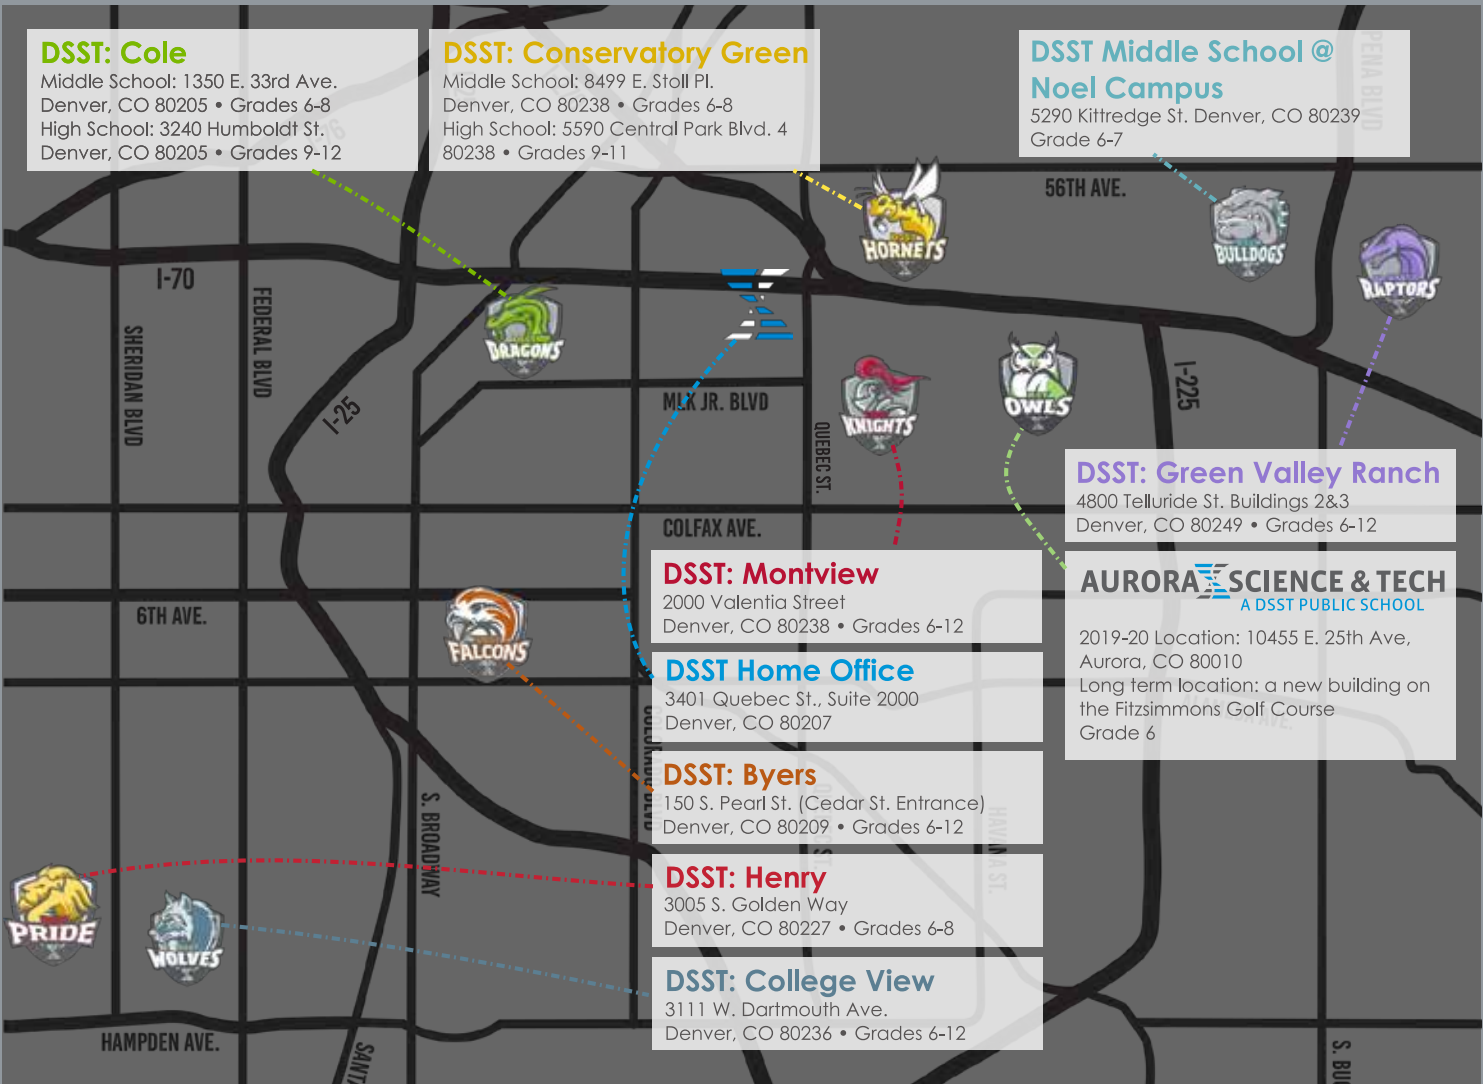 DSST: Cole
Middle School: 1350 E. 33rd Ave.
Denver, CO 80205 • Grades 6-8
High School: 3240 Humboldt St.
Denver, CO 80205 • Grades 9-12
DSST: Conservatory Green
Middle School: 8499 E. Stoll Pl.
Denver, CO 80238 • Grades 6-8
High School: 5590 Central Park Blvd. 4
80238 • Grades 9-11
DSST Middle School @
Noel Campus
5290 Kittredge St. Denver, CO 80239
Grade 6-7
PENA BLVD
56TH AVE.
HORNETS
BULLDOGS
RAPTORS
I-70
FEDERAL BLVD
SHERIDAN BLVD
I-25
DRAGONS
MLK JR. BLVD
KNIGHTS
OWLS
I-225
QUEBEC ST.
DSST: Green Valley Ranch
4800 Telluride St. Buildings 2&3
Denver, CO 80249 • Grades 6-12
COLFAX AVE.
DSST: Montview
2000 Valentia Street
Denver, CO 80238 • Grades 6-12
AURORA SCIENCE & TECH
A DSST PUBLIC SCHOOL
2019-20 Location: 10455 E. 25th Ave,
Aurora, CO 80010
Long term location: a new building on
the Fitzsimmons Golf Course
Grade 6
6TH AVE.
FALCONS
DSST Home Office
3401 Quebec St., Suite 2000
Denver, CO 80207
COLORADO BLVD
DSST: Byers
150 S. Pearl St. (Cedar St. Entrance)
Denver, CO 80209 • Grades 6-12
S. BROADWAY
HAVANA ST.
DSST: Henry
3005 S. Golden Way
Denver, CO 80227 • Grades 6-8
PRIDE
WOLVES
DSST: College View
3111 W. Dartmouth Ave.
Denver, CO 80236 • Grades 6-12
HAMPDEN AVE.
SANTA
S. BU